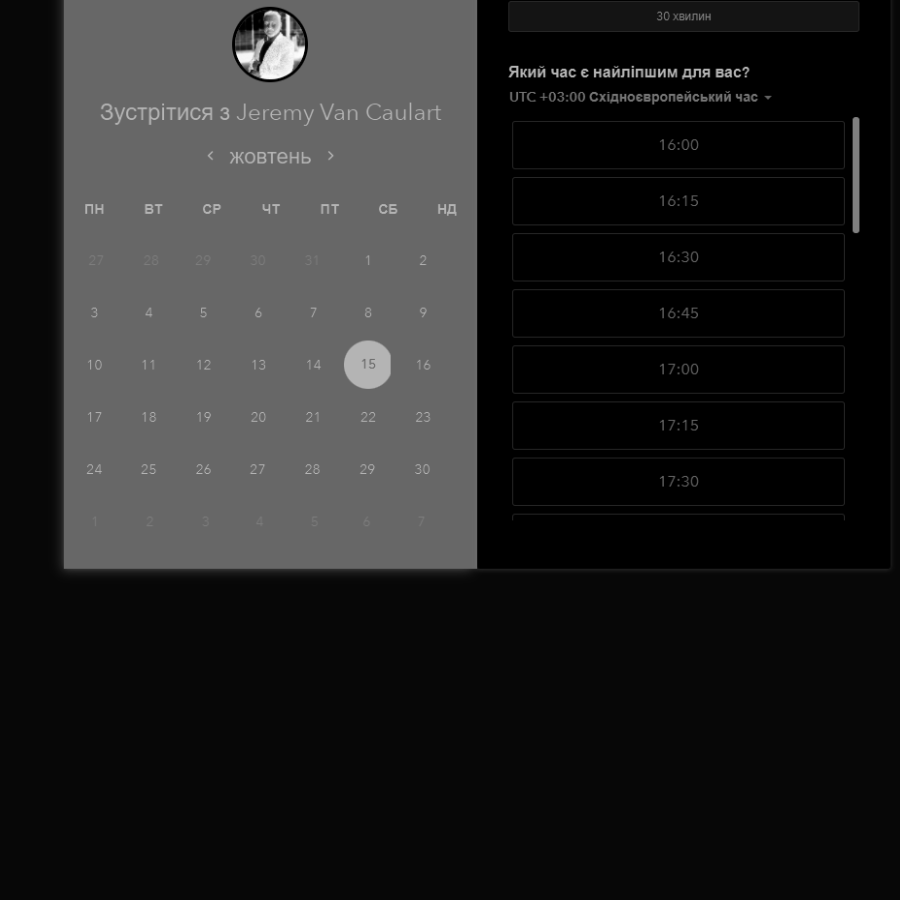 Зустрітися з Jeremy Van Caulart
жовтень
ПН ВТ СР ЧТ ПТ СБ НД
27 28 29 30 31 1 2
3 4 5 6 7 8 9
10 11 12 13 14 15 16
17 18 19 20 21 22 23
24 25 26 27 28 29 30
1 2 3 4 5 6 7
30 хвилин
Який час є найліпшим для вас?
UTC +03:00 Східноєвропейський час
16:00
16:15
16:30
16:45
17:00
17:15
17:30